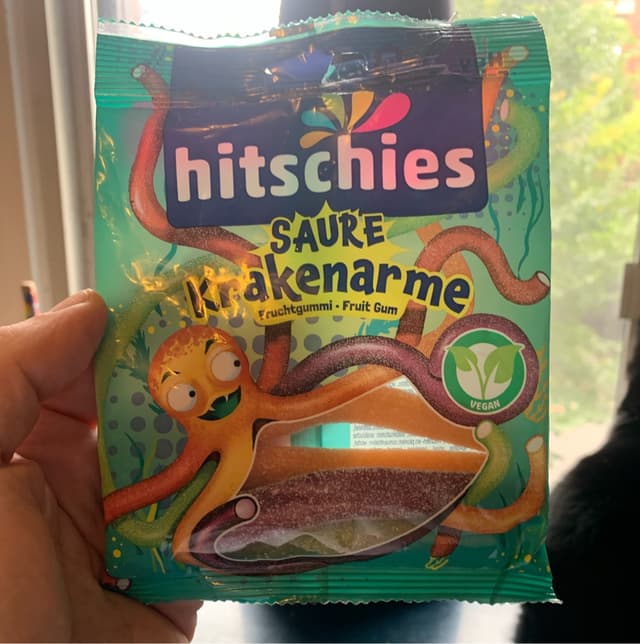 hitschies
SAURE
Krakenarme
Fruchtgummi · Fruit Gum
VEGAN